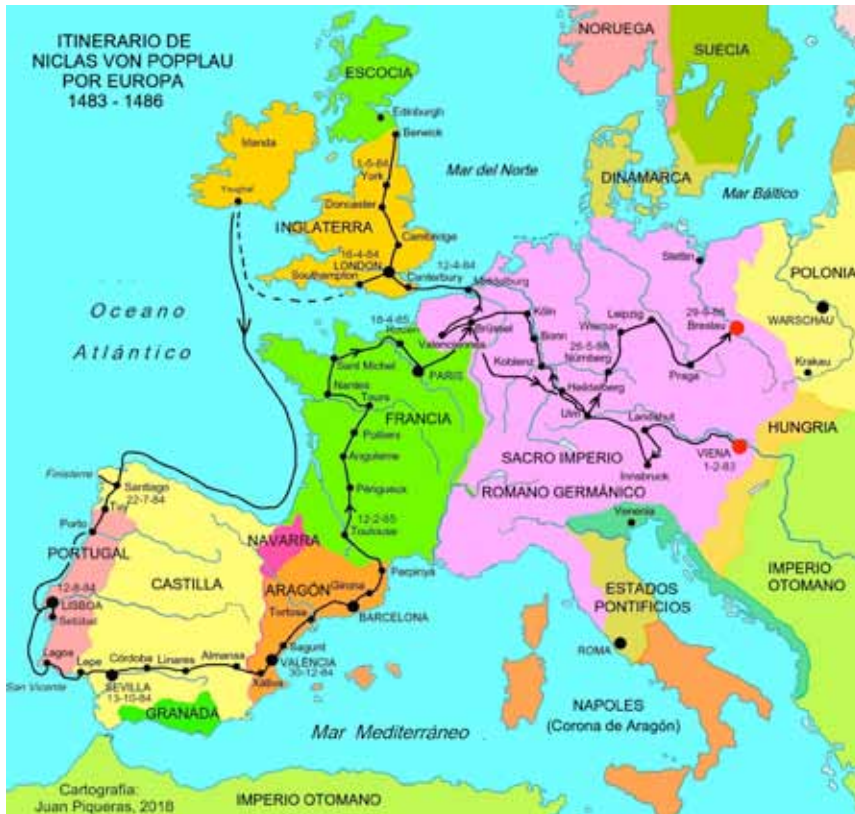 ITINERARIO DE
NICLAS VON POPPLAU
POR EUROPA
1483 - 1486
NORUEGA
SUECIA
ESCOCIA
Edinburgh
Berwick
Irlanda
Youghal
1-5-84
York
Mar del Norte
DINAMARCA
Mar Báltico
Doncaster
INGLATERRA
Cambridge
16-4-84
LONDON
Southampton
Canterbury
12-4-84
Middelburg
Stettin
POLONIA
WARSCHAU
Oceano
Atlántico
18-4-85
Rouen
Valenciennes
Brüssel
Köln
Bonn
Koblenz
Weimar
Leipzig
29-6-86
Breslau
Krakau
Praga
26-5-86
Nürnberg
Heidelberg
Sant Michel
PARIS
Nantes
Tours
FRANCIA
Poitiers
Anguleme
Perigueux
12-2-85
Toulouse
Ulm
Landshut
HUNGRIA
VIENA
1-2-83
SACRO IMPERIO
ROMANO GERMÁNICO
Innsbruck
Venenia
Finisterre
Santiago
22-7-84
Tuy
Porto
PORTUGAL
NAVARRA
CASTILLA
ARAGÓN
Girona
Perpinyà
Tortosa
BARCELONA
ESTADOS
PONTIFICIOS
IMPERIO
OTOMANO
12-8-84
LISBOA
Setúbal
Sagunt
VALÈNCIA
30-12-84
ROMA
Lagos
Lepe
Córdoba
Linares
Almansa
Xàtiva
San Vicente
SEVILLA
13-10-84
GRANADA
NAPOLES
(Corona de Aragón)
Mar Mediterráneo
Cartografía:
Juan Piqueras, 2018
IMPERIO OTOMANO